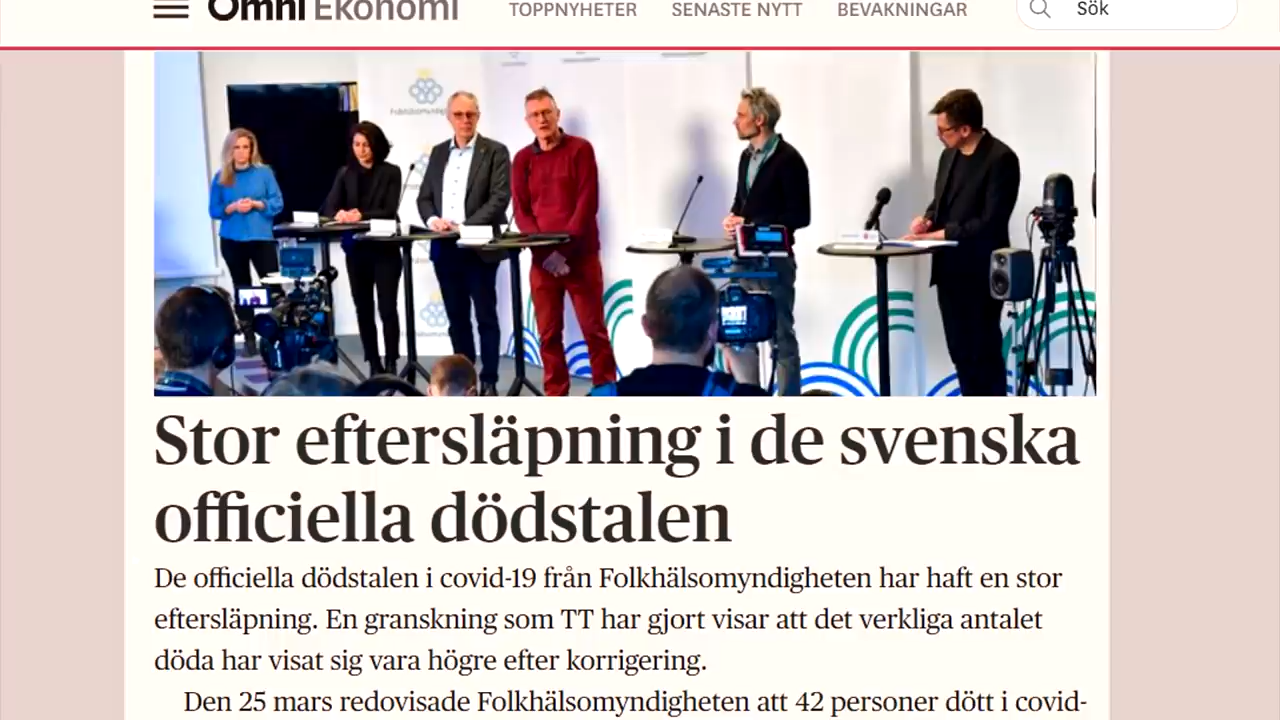 Omni Ekonomi TOPPNYHETER SENASTE NYTT BEVAKNINGAR Sök
Stor eftersläpning i de svenska
officiella dödstalen
De officiella dödstalen i covid-19 från Folkhälsomyndigheten har haft en stor
eftersläpning. En granskning som TT har gjort visar att det verkliga antalet
döda har visat sig vara högre efter korrigering.
Den 25 mars redovisade Folkhälsomyndigheten att 42 personer dött i covid-